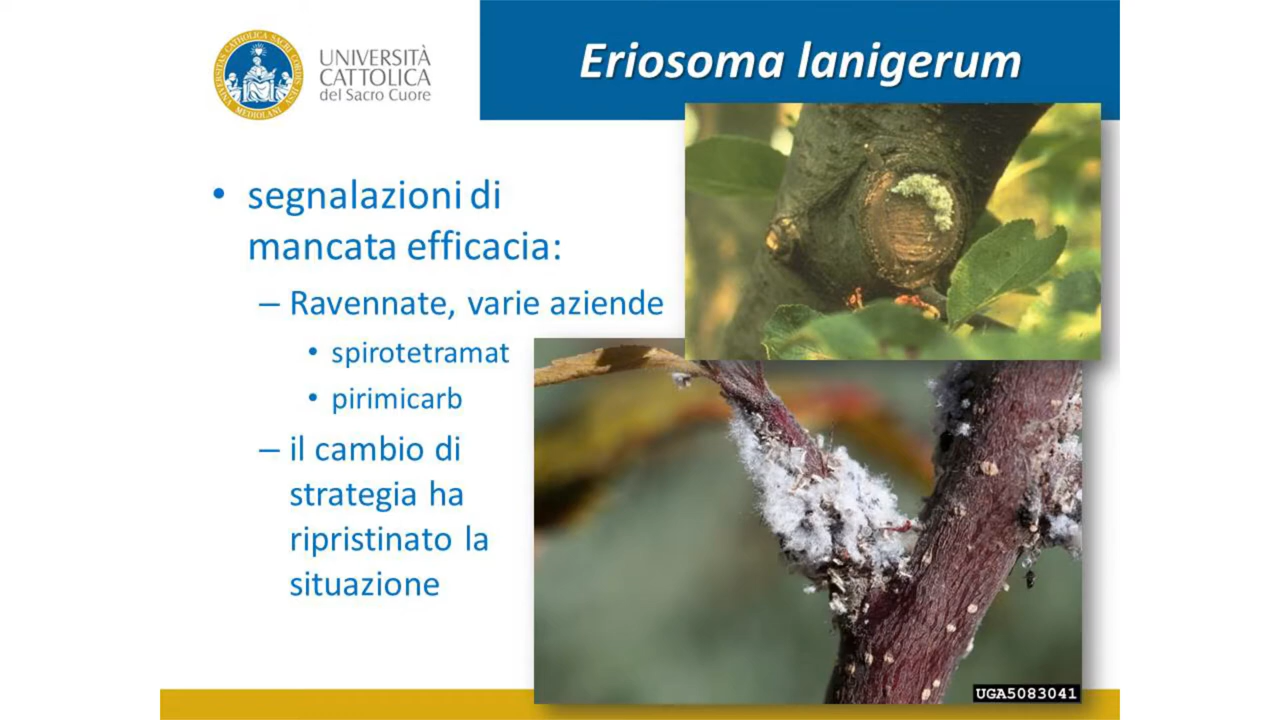 UNIVERSITÀ
CATTOLICA
del Sacro Cuore
Eriosoma lanigerum
• segnalazioni di
mancata efficacia:
– Ravennate, varie aziende
• spirotetramat
• pirimicarb
– il cambio di
strategia ha
ripristinato la
situazione
UGA5083041